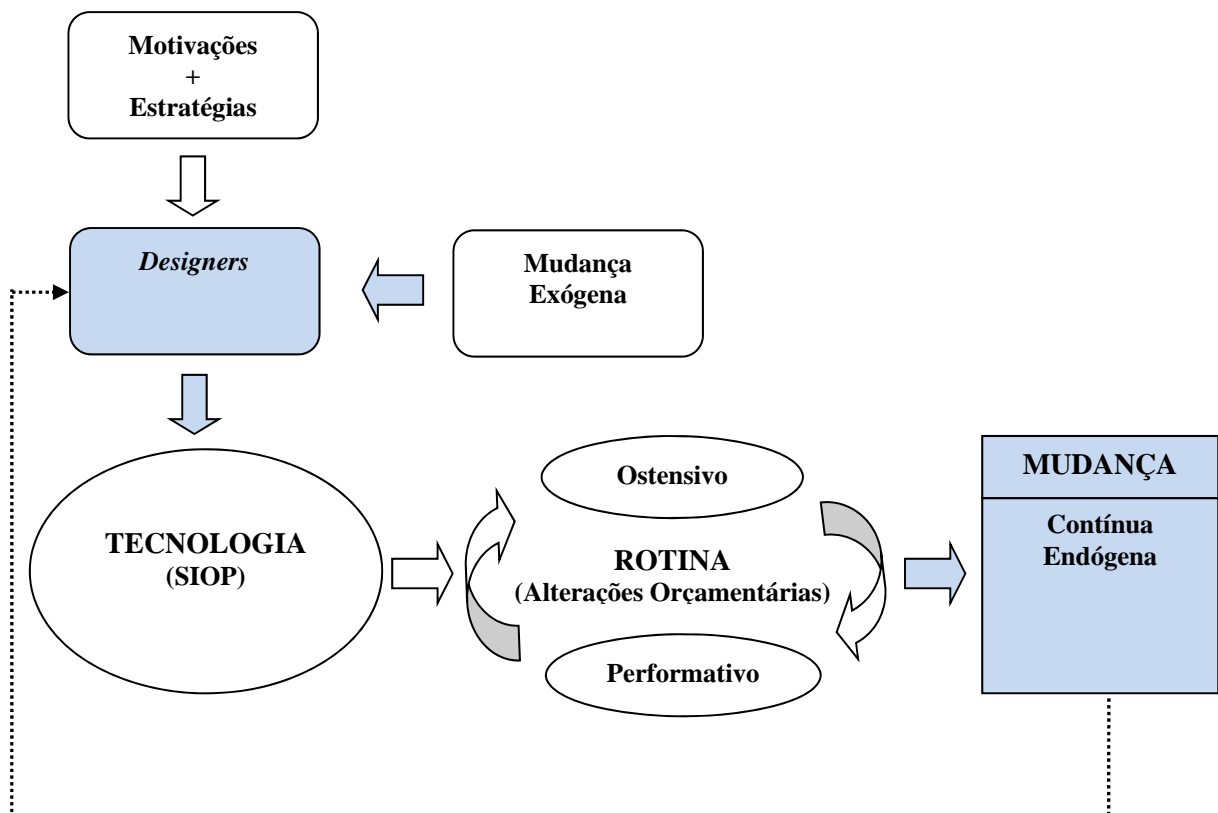 Motivações
+
Estratégias
Designers
Mudança
Exógena
TECNOLOGIA
(SIOP)
Ostensivo
ROTINA
(Alterações Orçamentárias)
Performativo
MUDANÇA
Contínua
Endógena